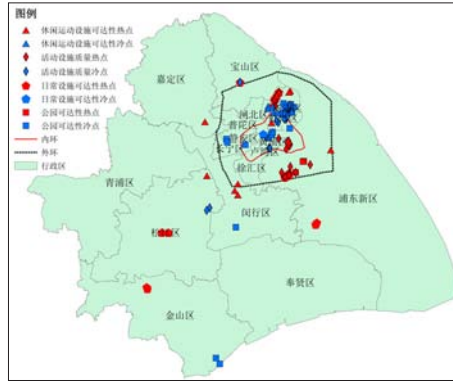 图例
休闲运动设施可达性热点
休闲运动设施可达性冷点
活动设施质量热点
活动设施质量冷点
日常设施可达性热点
日常设施可达性冷点
公园可达性热点
公园可达性冷点
内环
外环
行政区
宝山区
嘉定区
闸北区
普陀区
徐汇区
青浦区
浦东新区
闵行区
奉贤区
金山区